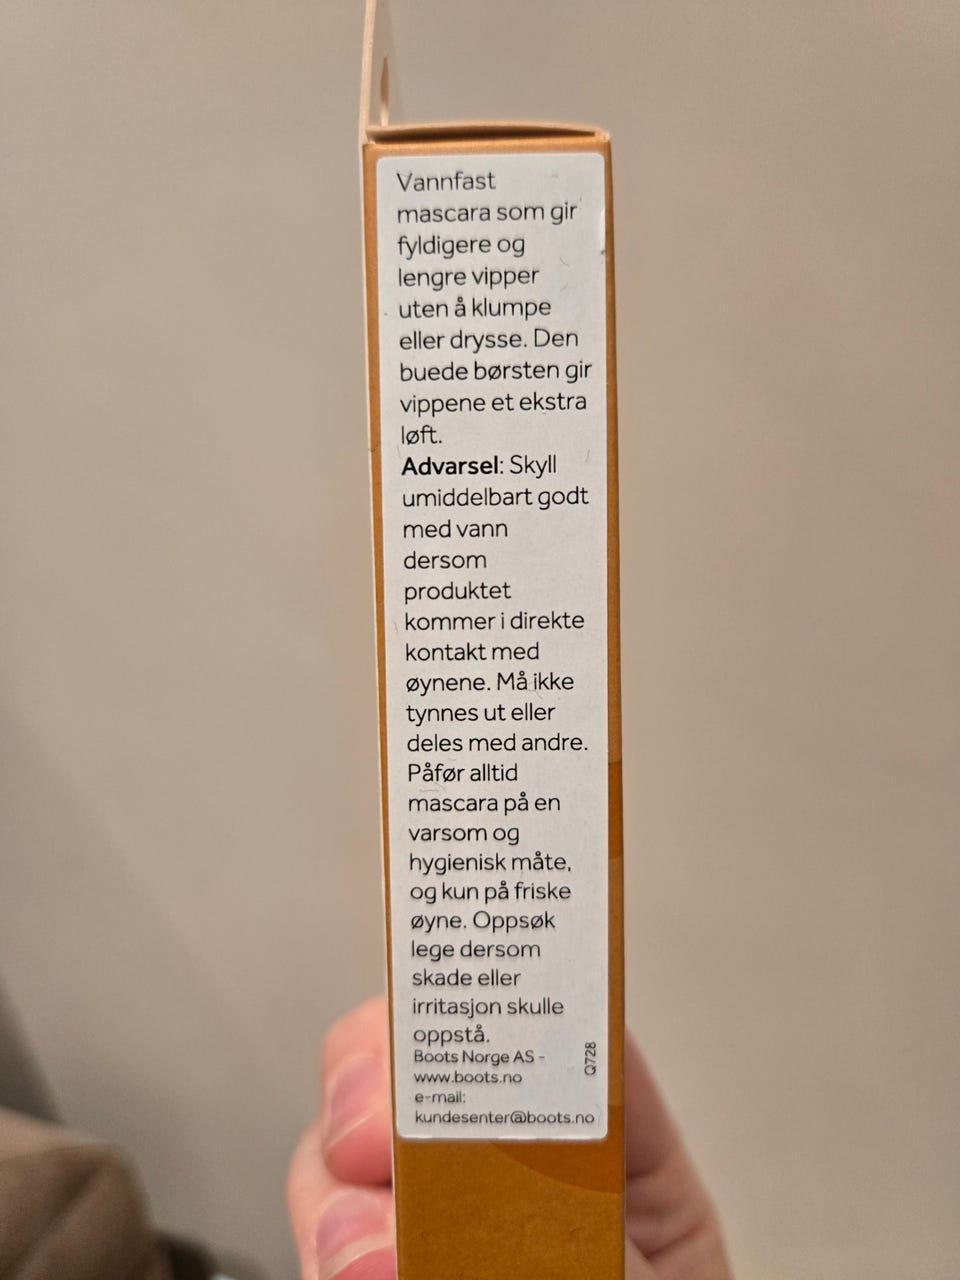 Vannfast
mascara som gir
fyldigere og
lengre vipper
uten å klumpe
eller drysse. Den
buede børsten gir
vippene et ekstra
løft.
Advarsel: Skyll
umiddelbart godt
med vann
dersom
produktet
kommer i direkte
kontakt med
øynene. Må ikke
tynnes ut eller
deles med andre.
Påfør alltid
mascara på en
varsom og
hygienisk måte,
og kun på friske
øyne. Oppsøk
lege dersom
skade eller
irritasjon skulle
oppstå.
Boots Norge AS -
www.boots.no
e-mail:
kundesenter@boots.no
Q728